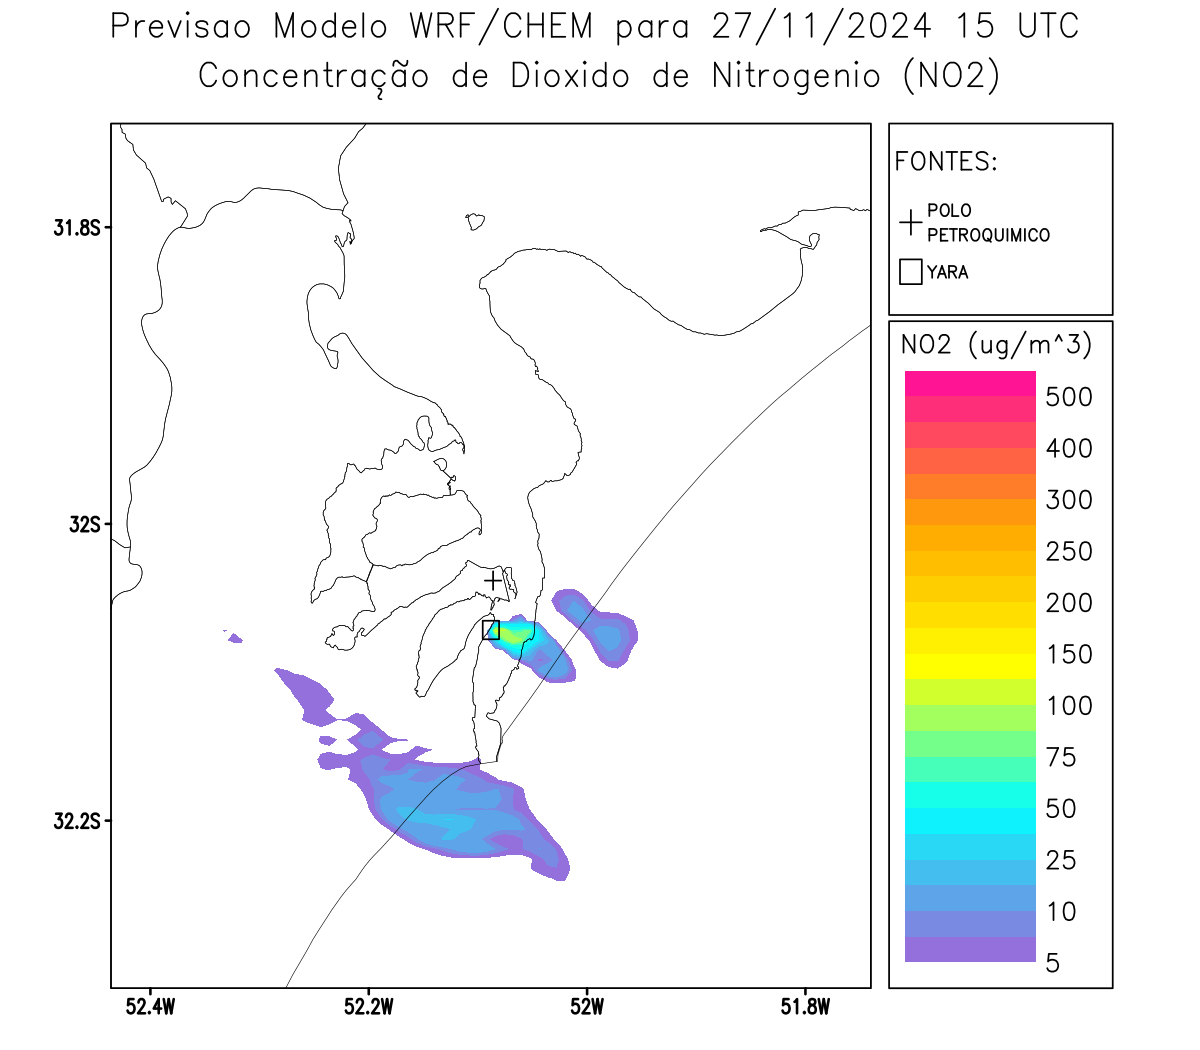 Previsao Modelo WRF/CHEM para 27/11/2024 15 UTC
Concentração de Dioxido de Nitrogenio (NO2)
FONTES:
POLO
PETROQUIMICO
YARA
NO2 (ug/m^3)
500
400
300
250
200
150
100
75
50
25
10
5
31.8S
32S
32.2S
52.4W
52.2W
52W
51.8W